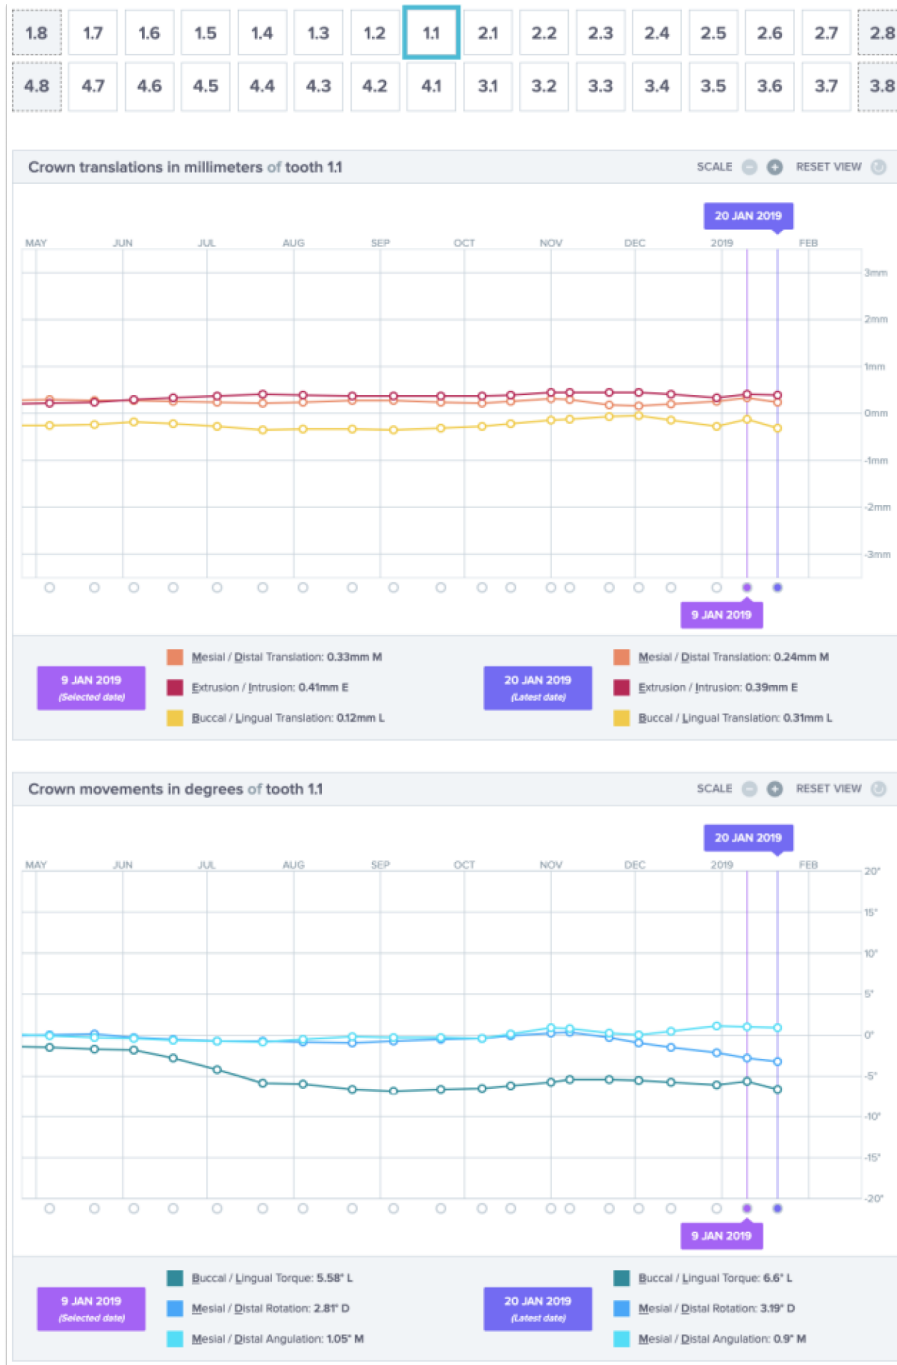 1.8 1.7 1.6 1.5 1.4 1.3 1.2 1.1 2.1 2.2 2.3 2.4 2.5 2.6 2.7 2.8
4.8 4.7 4.6 4.5 4.4 4.3 4.2 4.1 3.1 3.2 3.3 3.4 3.5 3.6 3.7 3.8
Crown translations in millimeters of tooth 1.1 SCALE − + RESET VIEW
20 JAN 2019
MAY JUN JUL AUG SEP OCT NOV DEC 2019 FEB
3mm
2mm
1mm
0mm
-1mm
-2mm
-3mm
9 JAN 2019
9 JAN 2019
(Selected date)
Mesial / Distal Translation: 0.33mm M
Extrusion / Intrusion: 0.41mm E
Buccal / Lingual Translation: 0.12mm L
20 JAN 2019
(Latest date)
Mesial / Distal Translation: 0.24mm M
Extrusion / Intrusion: 0.39mm E
Buccal / Lingual Translation: 0.31mm L
Crown movements in degrees of tooth 1.1 SCALE − + RESET VIEW
20 JAN 2019
MAY JUN JUL AUG SEP OCT NOV DEC 2019 FEB
20°
15°
10°
5°
0°
-5°
-10°
-15°
-20°
9 JAN 2019
9 JAN 2019
(Selected date)
Buccal / Lingual Torque: 5.58° L
Mesial / Distal Rotation: 2.81° D
Mesial / Distal Angulation: 1.05° M
20 JAN 2019
(Latest date)
Buccal / Lingual Torque: 6.6° L
Mesial / Distal Rotation: 3.19° D
Mesial / Distal Angulation: 0.9° M